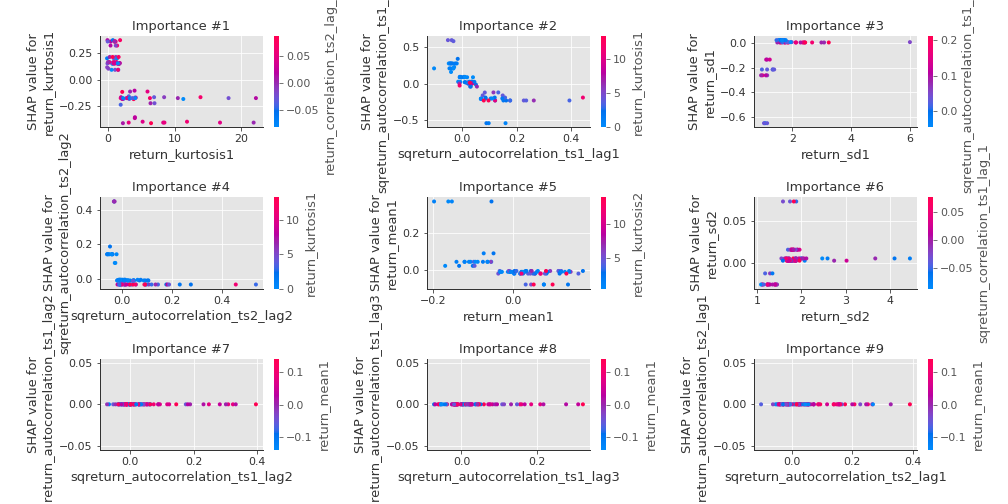 Importance #1
SHAP value for
return_kurtosis1
0.25
0.00
−0.25
0
10
20
return_kurtosis1
0.05
0.00
−0.05
return_correlation_ts2_lag_
Importance #2
SHAP value for
sqreturn_autocorrelation_ts1_
0.5
0.0
−0.5
0.0
0.2
0.4
sqreturn_autocorrelation_ts1_lag1
10
5
0
return_kurtosis1
Importance #3
SHAP value for
return_sd1
0.0
−0.2
−0.4
−0.6
2
4
6
return_sd1
0.2
0.1
0.0
sqreturn_autocorrelation_ts1_
Importance #4
SHAP value for
sqreturn_autocorrelation_ts2_lag2
0.4
0.2
0.0
0.0
0.2
0.4
sqreturn_autocorrelation_ts2_lag2
10
5
0
return_kurtosis1
Importance #5
SHAP value for
return_mean1
0.2
0.0
−0.2
0.0
return_mean1
10
5
return_kurtosis2
Importance #6
SHAP value for
return_sd2
0.05
0.00
1
2
3
4
return_sd2
0.05
0.00
−0.05
sqreturn_correlation_ts1_lag_1
Importance #7
SHAP value for
return_autocorrelation_ts1_lag2
0.05
0.00
−0.05
0.0
0.2
0.4
sqreturn_autocorrelation_ts1_lag2
0.1
0.0
−0.1
return_mean1
Importance #8
SHAP value for
return_autocorrelation_ts1_lag3
0.05
0.00
−0.05
0.0
0.2
sqreturn_autocorrelation_ts1_lag3
0.1
0.0
−0.1
return_mean1
Importance #9
SHAP value for
return_autocorrelation_ts2_lag1
0.05
0.00
−0.05
0.0
0.2
0.4
sqreturn_autocorrelation_ts2_lag1
0.1
0.0
−0.1
return_mean1